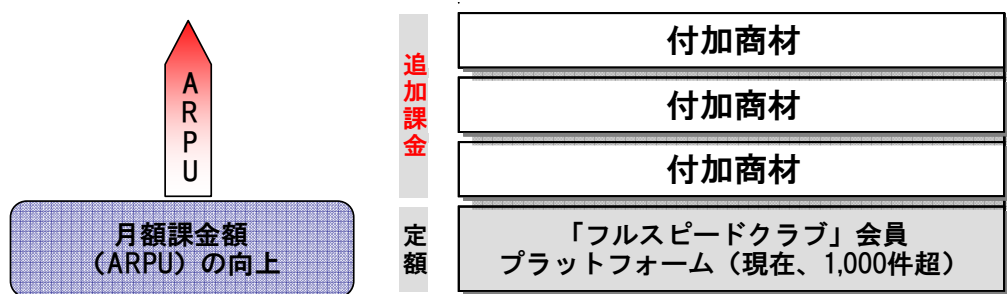 ARPU
月額課金額
(ARPU)の向上
追加課金
定額
付加商材
付加商材
付加商材
「フルスピードクラブ」会員
プラットフォーム(現在、1,000件超)